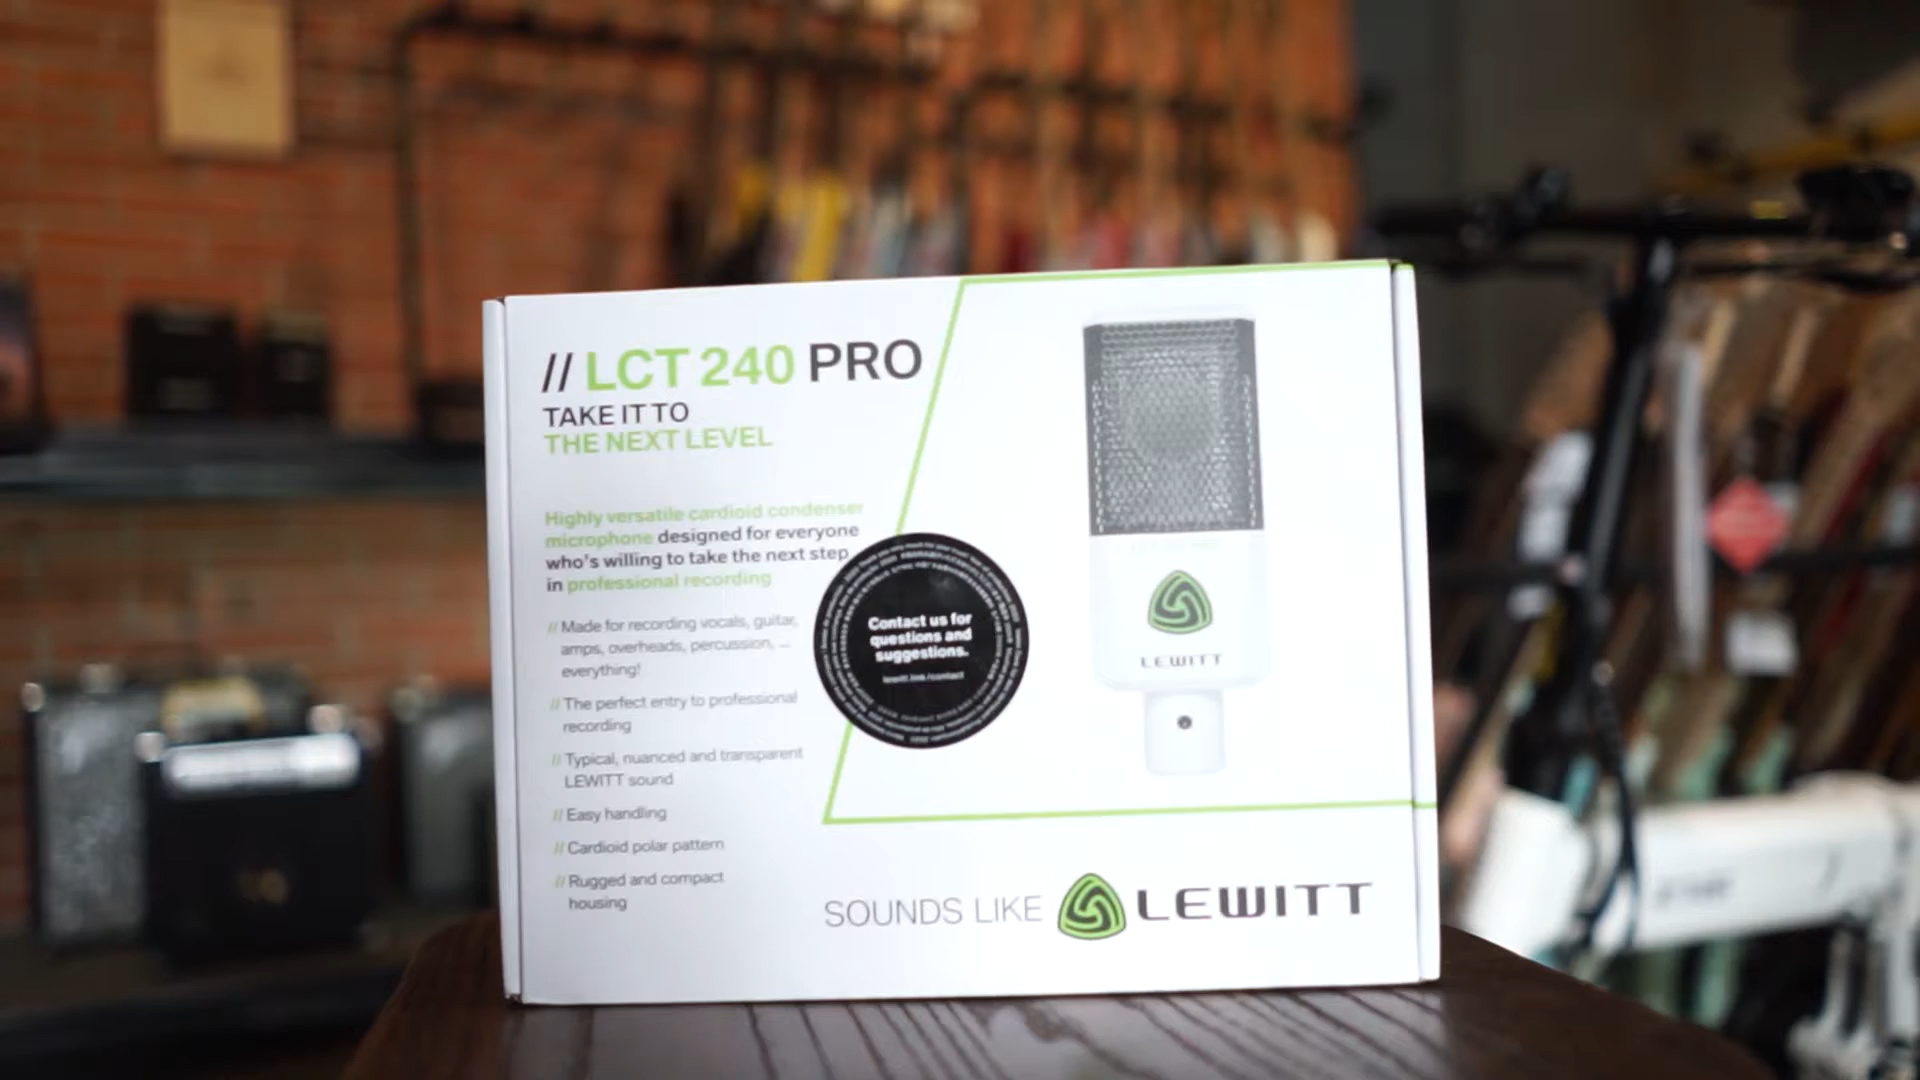 // LCT 240 PRO
TAKE IT TO
THE NEXT LEVEL
Highly versatile cardioid condenser
microphone designed for everyone
who's willing to take the next step
in professional recording
// Made for recording vocals, guitar,
amps, overheads, percussion, ...
everything!
// The perfect entry to professional
recording
// Typical, nuanced and transparent
LEWITT sound
// Easy handling
// Cardioid polar pattern
// Rugged and compact
housing
Contact us for
questions and
suggestions.
lewitt.link/contact
LEWITT
SOUNDS LIKE LEWITT